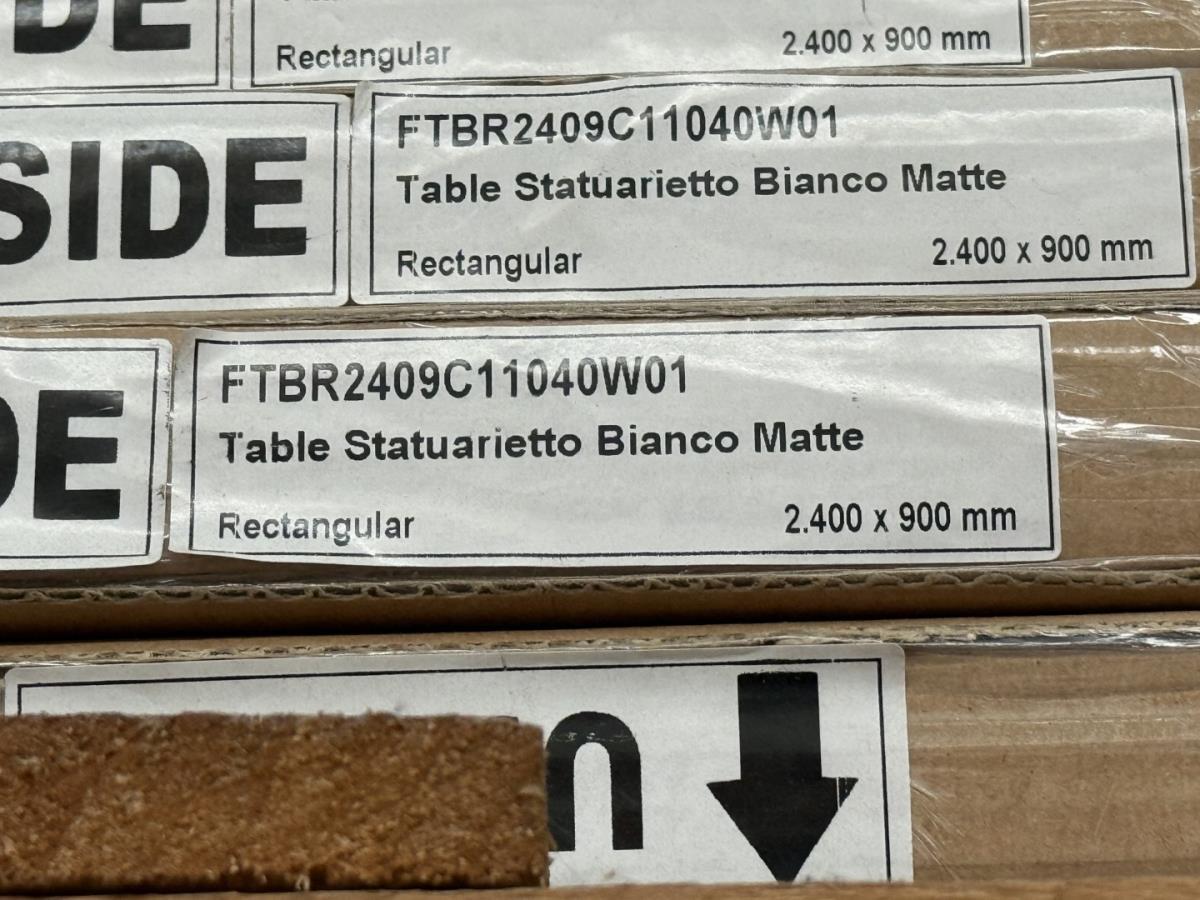 DE
Rectangular 2.400 x 900 mm
SIDE
FTBR2409C11040W01
Table Statuarietto Bianco Matte
Rectangular 2.400 x 900 mm
DE
FTBR2409C11040W01
Table Statuarietto Bianco Matte
Rectangular 2.400 x 900 mm